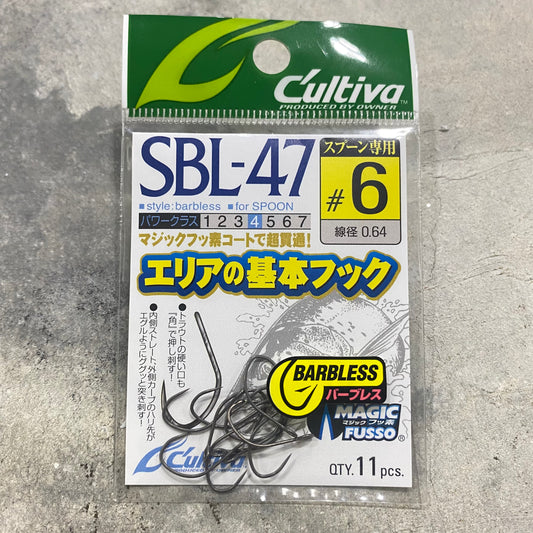 C'ultiva™
PRODUCED BY OWNER
SBL-47
■ style:barbless ■ for SPOON
パワークラス 1 2 3 4 5 6 7
スプーン専用
#6
線径 0.64
マジックフッ素コートで超貫通!
エリアの基本フック
●トラウトの硬い口も
「角」で押し刺す!
●内側ストレート、外側カーブのハリ先が
エグルようにググッと突き刺す!
BARBLESS
バーブレス
MAGIC
マジック フッ素
FUSSO®
C'ultiva
PRODUCED BY OWNER
QTY. 11 pcs.